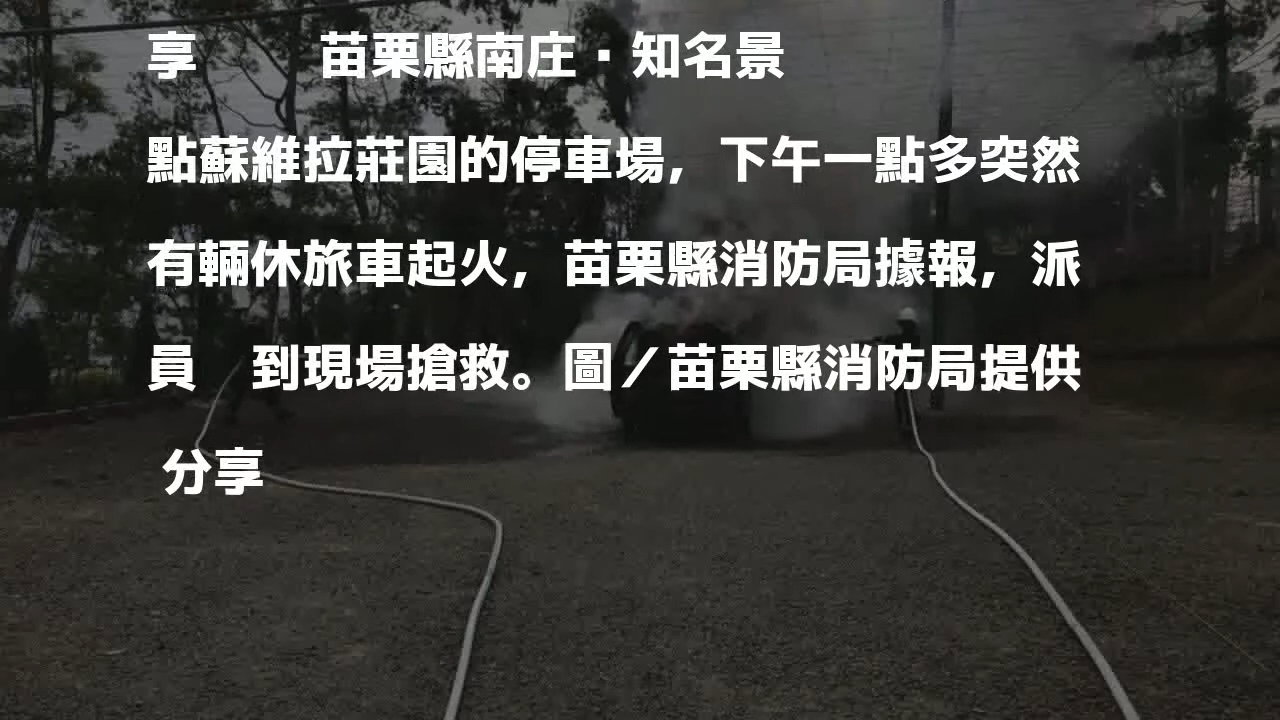 享 苗栗縣南庄·知名景
點蘇維拉莊園的停車場，下午一點多突然
有輛休旅車起火，苗栗縣消防局據報，派
員 到現場搶救。圖／苗栗縣消防局提供
分享